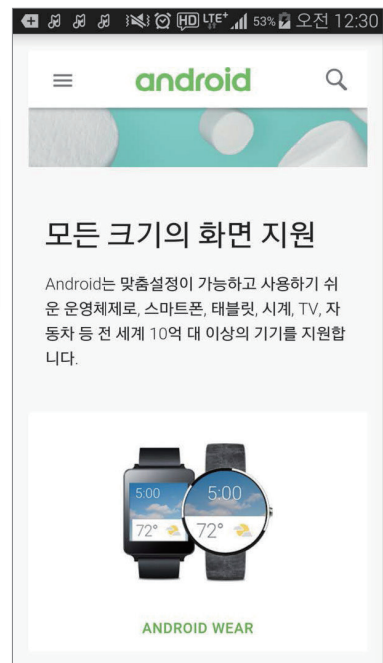 HD LTE+ 53% 오전 12:30
android
모든 크기의 화면 지원
Android는 맞춤설정이 가능하고 사용하기 쉬
운 운영체제로, 스마트폰, 태블릿, 시계, TV, 자
동차 등 전 세계 10억 대 이상의 기기를 지원합
니다.
5:00 5:00
72° 72°
ANDROID WEAR